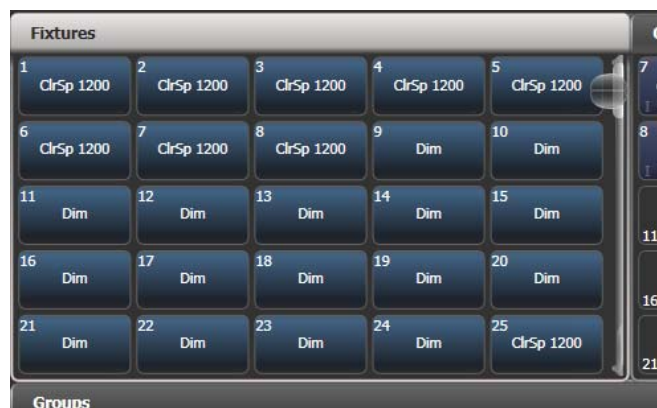 Fixtures
1 ClrSp 1200
2 ClrSp 1200
3 ClrSp 1200
4 ClrSp 1200
5 ClrSp 1200
7
6 ClrSp 1200
7 ClrSp 1200
8 ClrSp 1200
9 Dim
10 Dim
8
11 Dim
12 Dim
13 Dim
14 Dim
15 Dim
11
16 Dim
17 Dim
18 Dim
19 Dim
20 Dim
16
21 Dim
22 Dim
23 Dim
24 Dim
25 ClrSp 1200
21
Groups